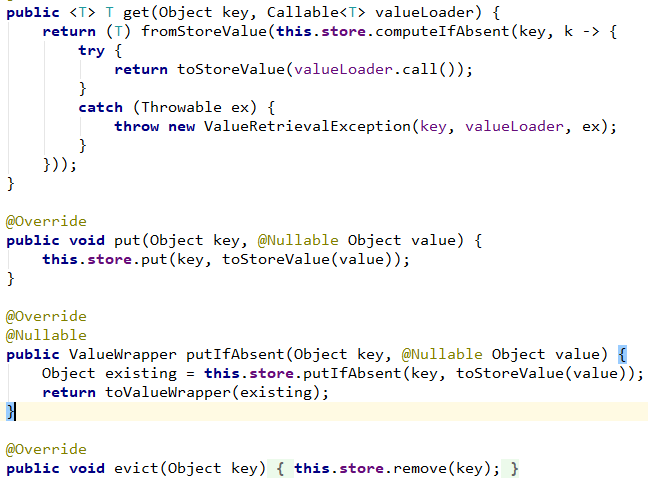 public <T> T get(Object key, Callable<T> valueLoader) {
    return (T) fromStoreValue(this.store.computeIfAbsent(key, k -> {
        try {
            return toStoreValue(valueLoader.call());
        }
        catch (Throwable ex) {
            throw new ValueRetrievalException(key, valueLoader, ex);
        }
    }));
}

@Override
public void put(Object key, @Nullable Object value) {
    this.store.put(key, toStoreValue(value));
}

@Override
@Nullable
public ValueWrapper putIfAbsent(Object key, @Nullable Object value) {
    Object existing = this.store.putIfAbsent(key, toStoreValue(value));
    return toValueWrapper(existing);
}

@Override
public void evict(Object key) { this.store.remove(key); }